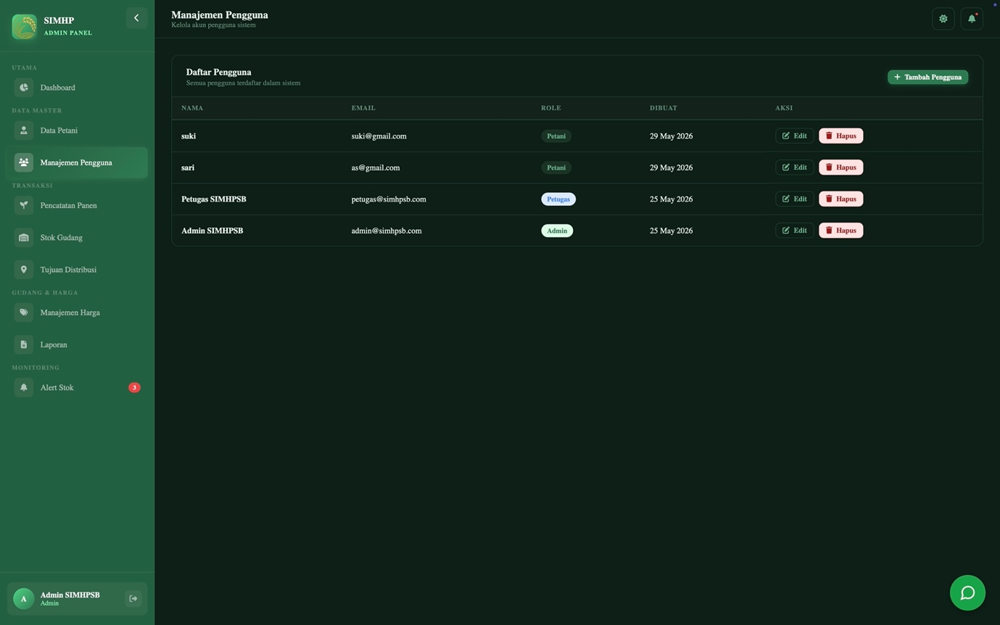 SIMHP
ADMIN PANEL
UTAMA
Dashboard
DATA MASTER
Data Petani
Manajemen Pengguna
TRANSAKSI
Pencatatan Panen
Stok Gudang
Tujuan Distribusi
GUDANG & HARGA
Manajemen Harga
Laporan
MONITORING
Alert Stok 3
A Admin SIMHPSB
Admin
Manajemen Pengguna
Kelola akun pengguna sistem
Daftar Pengguna
Semua pengguna terdaftar dalam sistem
+ Tambah Pengguna
NAMA EMAIL ROLE DIBUAT AKSI
suki suki@gmail.com Petani 29 May 2026 Edit Hapus
sari as@gmail.com Petani 29 May 2026 Edit Hapus
Petugas SIMHPSB petugas@simhpsb.com Petugas 25 May 2026 Edit Hapus
Admin SIMHPSB admin@simhpsb.com Admin 25 May 2026 Edit Hapus